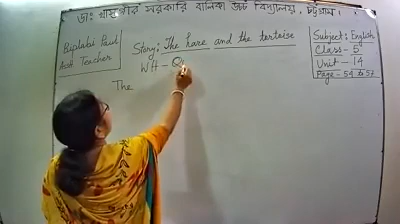 ডাঃ খাস্তগীর সরকারি বালিকা উচ্চ বিদ্যালয়, চট্টগ্রাম।
Biplabi Paul
Asst. Teacher
Story: The hare and the tortoise
WH – Q
The
Subject: English
Class – 5
Unit – 14
Page – 54 to 57